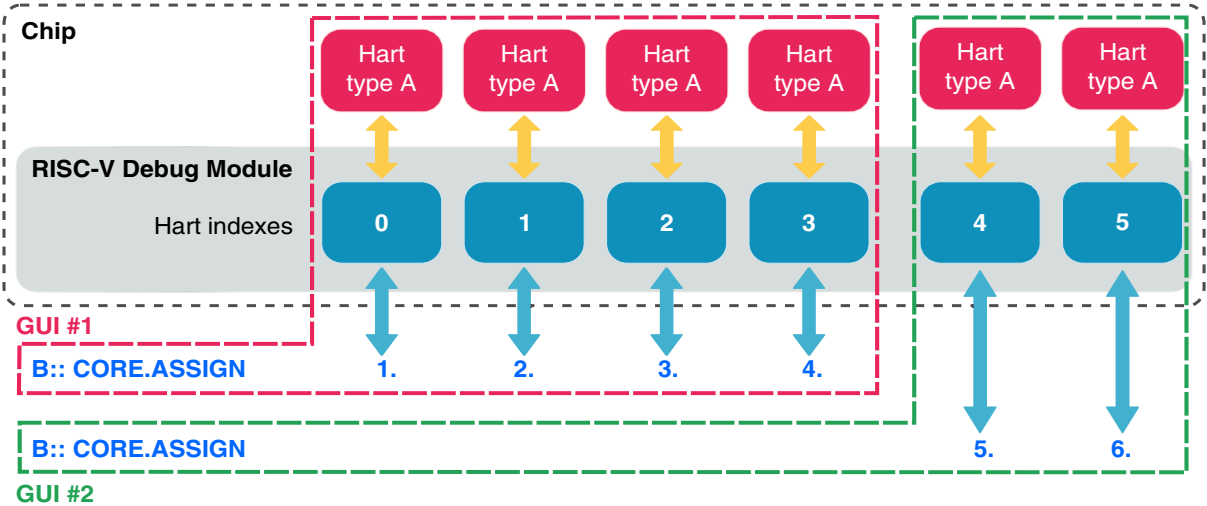 Chip
Hart type A Hart type A Hart type A Hart type A Hart type A Hart type A
RISC-V Debug Module
Hart indexes 0 1 2 3 4 5
GUI #1
B:: CORE.ASSIGN 1. 2. 3. 4.
B:: CORE.ASSIGN 5. 6.
GUI #2